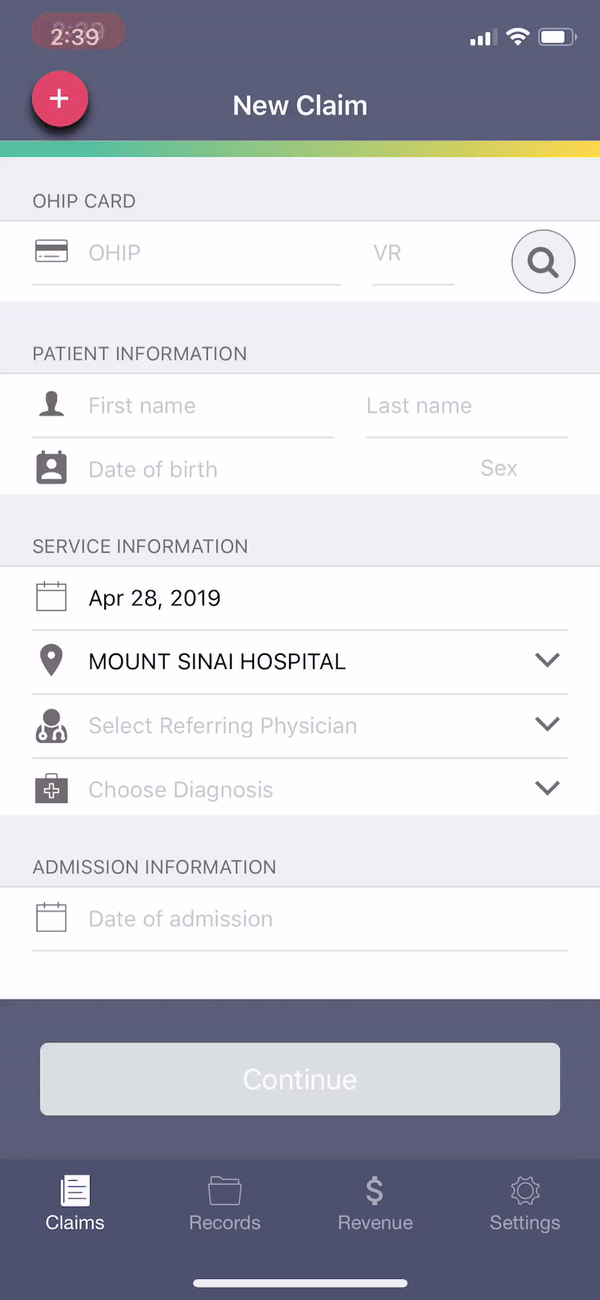 2:39
+
New Claim
OHIP CARD
OHIP VR
PATIENT INFORMATION
First name Last name
Date of birth Sex
SERVICE INFORMATION
Apr 28, 2019
MOUNT SINAI HOSPITAL
Select Referring Physician
Choose Diagnosis
ADMISSION INFORMATION
Date of admission
Continue
$
Claims Records Revenue Settings